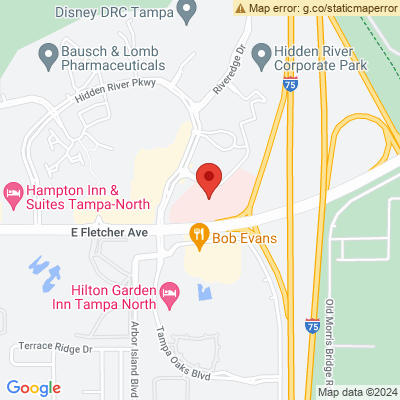 Map error: g.co/staticmaperror
Disney DRC Tampa
Bausch & Lomb
Pharmaceuticals
Hidden River
Corporate Park
Riveredge Dr
Hidden River Pkwy
75
Hampton Inn &
Suites Tampa-North
E Fletcher Ave
Bob Evans
Hilton Garden
Inn Tampa North
Arbor Island Blvd
Tampa Oaks Blvd
Terrace Ridge Dr
75
Old Morris Bridge R
Google
Map data ©2024